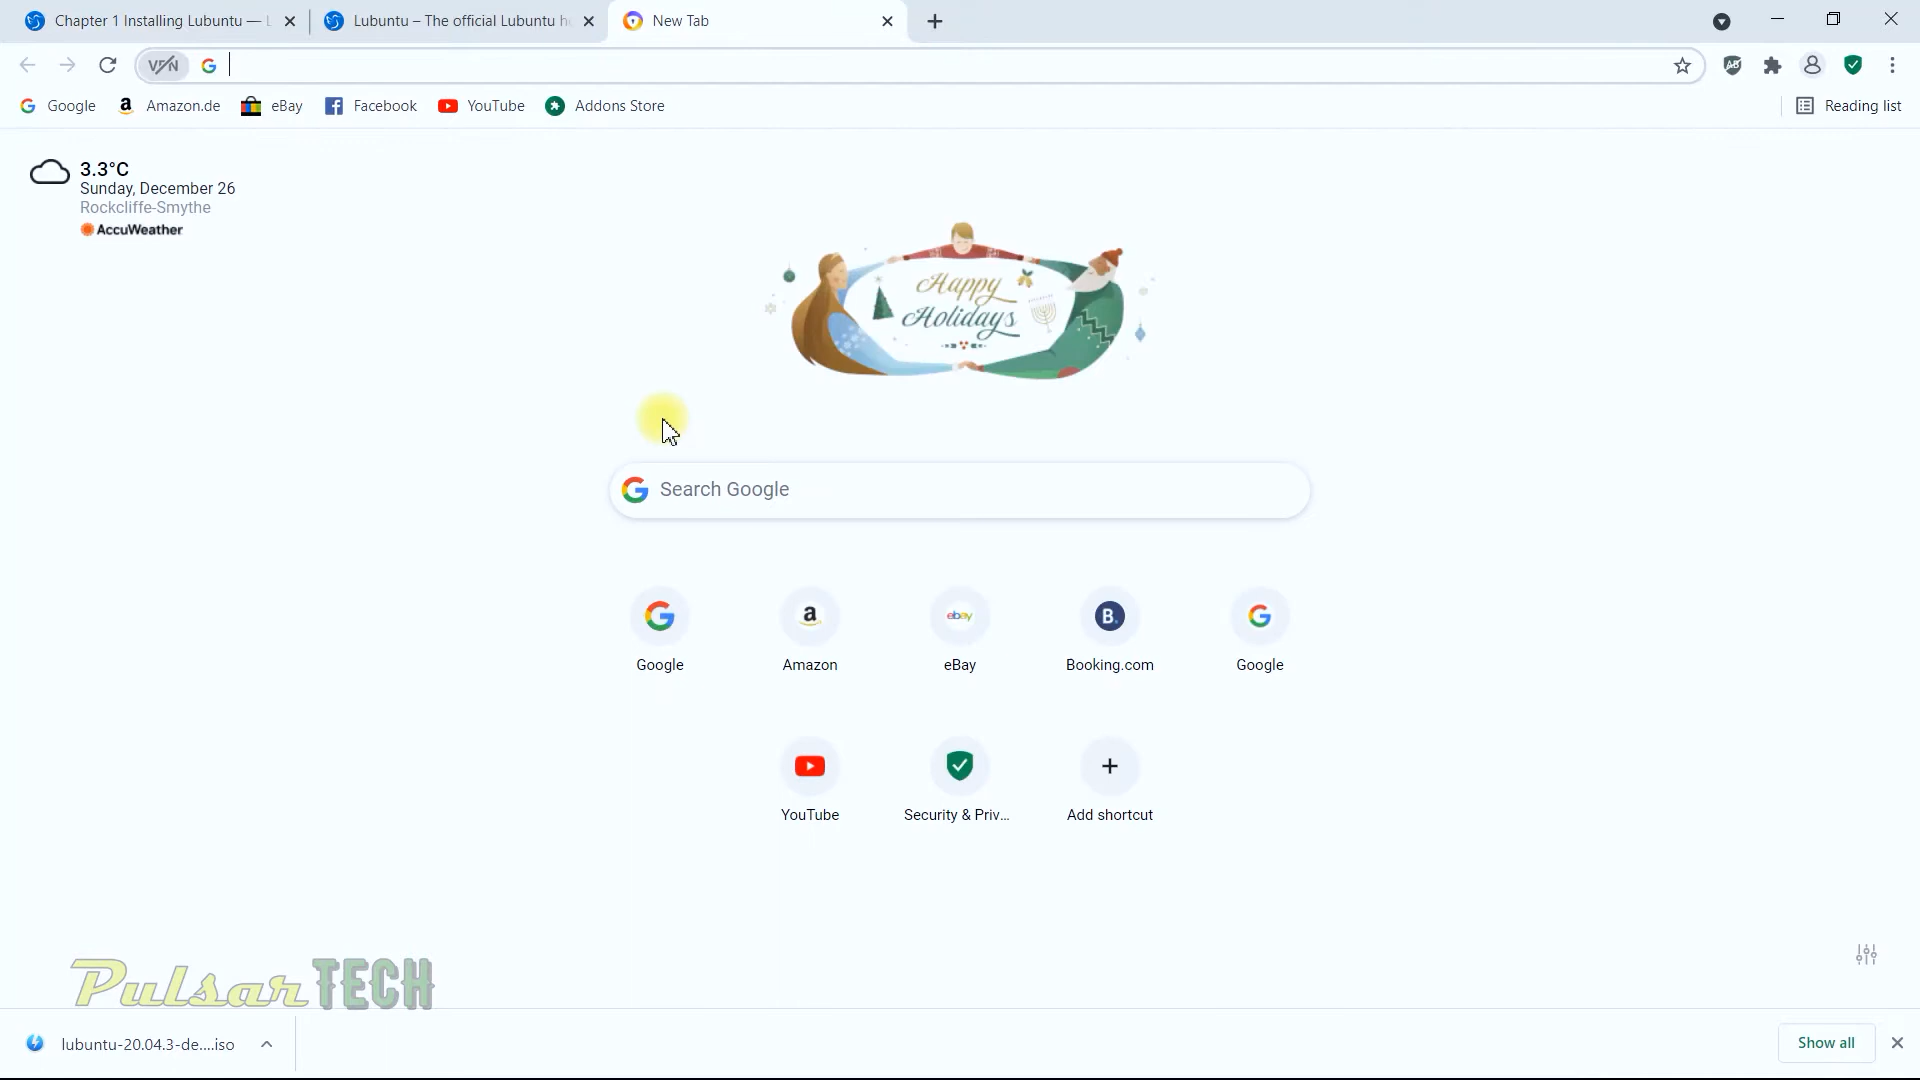 Chapter 1 Installing Lubuntu — L
Lubuntu – The official Lubuntu h
New Tab
VPN
Google
Amazon.de
eBay
Facebook
YouTube
Addons Store
Reading list
3.3°C
Sunday, December 26
Rockcliffe-Smythe
AccuWeather
Happy
Holidays
Search Google
Google
Amazon
eBay
Booking.com
Google
YouTube
Security & Priv...
Add shortcut
Pulsar TECH
lubuntu-20.04.3-de....iso
Show all